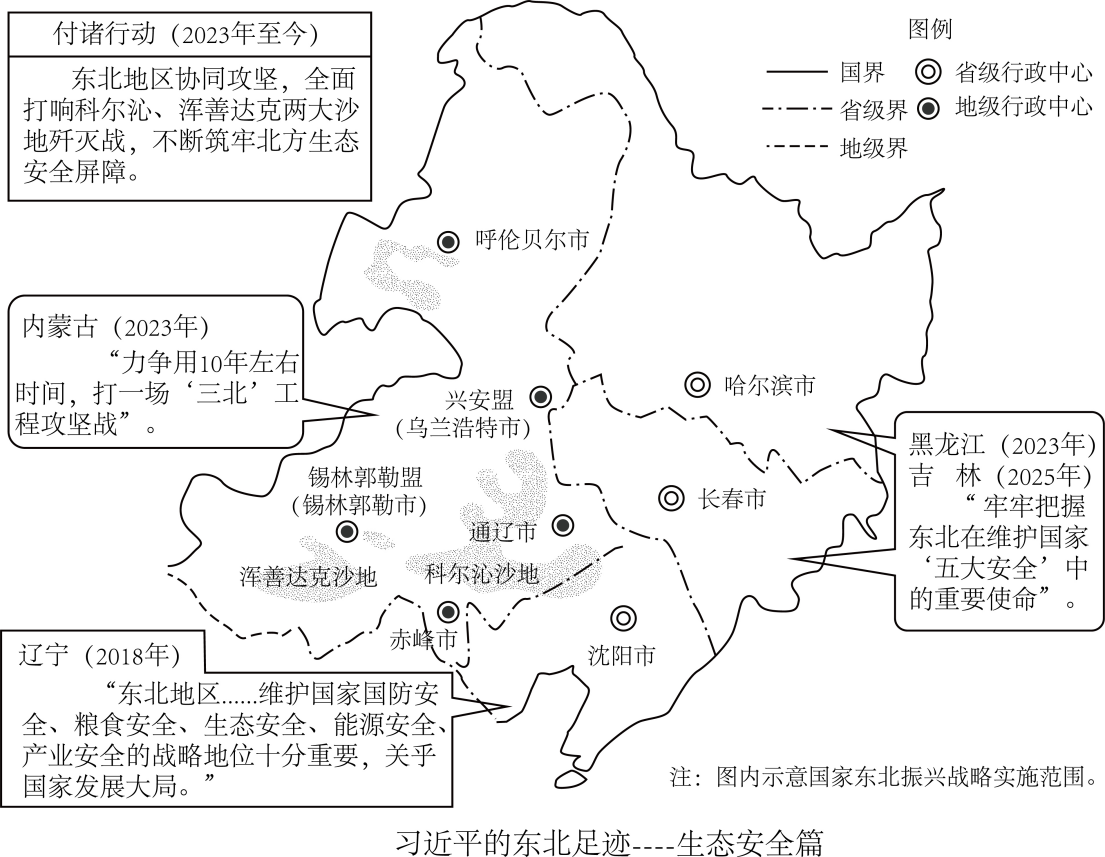 付诸行动（2023年至今）
东北地区协同攻坚，全面
打响科尔沁、浑善达克两大沙
地歼灭战，不断筑牢北方生态
安全屏障。
图例
国界
省级行政中心
省级界
地级行政中心
地级界
呼伦贝尔市
内蒙古（2023年）
“力争用10年左右
时间，打一场‘三北’工
程攻坚战”。
兴安盟
（乌兰浩特市）
哈尔滨市
黑龙江（2023年）
吉 林（2025年）
“牢牢把握
东北在维护国家
‘五大安全’中
的重要使命”。
锡林郭勒盟
（锡林郭勒市）
长春市
通辽市
浑善达克沙地
科尔沁沙地
赤峰市
沈阳市
辽宁（2018年）
“东北地区......维护国家国防安
全、粮食安全、生态安全、能源安全、
产业安全的战略地位十分重要，关乎
国家发展大局。”
注：图内示意国家东北振兴战略实施范围。
习近平的东北足迹----生态安全篇